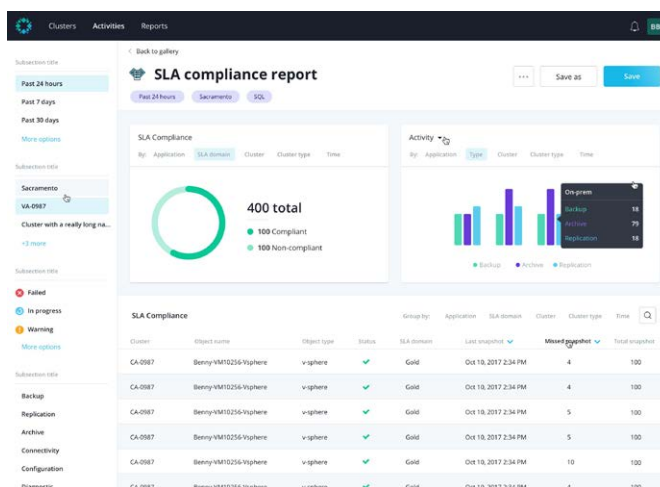 Clusters Activities Reports BB
Subsection title
Past 24 hours
Past 7 days
Past 30 days
More options
Subsection title
Sacramento
VA-0987
Cluster with a really long na...
+3 more
Subsection title
Failed
In progress
Warning
More options
Subsection title
Backup
Replication
Archive
Connectivity
Configuration
Diagnostic
< Back to gallery
SLA compliance report
... Save as Save
Past 24 hours Sacramento SQL
SLA Compliance
By: Application SLA domain Cluster Cluster type Time
400 total
100 Compliant
100 Non-compliant
Activity
By: Application Type Cluster Cluster type Time
On-prem
Backup 18
Archive 79
Replication 18
Backup Archive Replication
SLA Compliance Group by: Application SLA domain Cluster Cluster type Time
Cluster Object name Object type Status SLA domain Last snapshot Missed snapshot Total snapshot
CA-0987 Benny-VM10256-Vsphere v-sphere Gold Oct 10, 2017 2:34 PM 4 100
CA-0987 Benny-VM10256-Vsphere v-sphere Gold Oct 10, 2017 2:34 PM 4 100
CA-0987 Benny-VM10256-Vsphere v-sphere Gold Oct 10, 2017 2:34 PM 5 100
CA-0987 Benny-VM10256-Vsphere v-sphere Gold Oct 10, 2017 2:34 PM 5 100
CA-0987 Benny-VM10256-Vsphere v-sphere Gold Oct 10, 2017 2:34 PM 10 100
CA-0987 Benny-VM10256-Vsphere v-sphere Gold Oct 10, 2017 2:34 PM 4 100